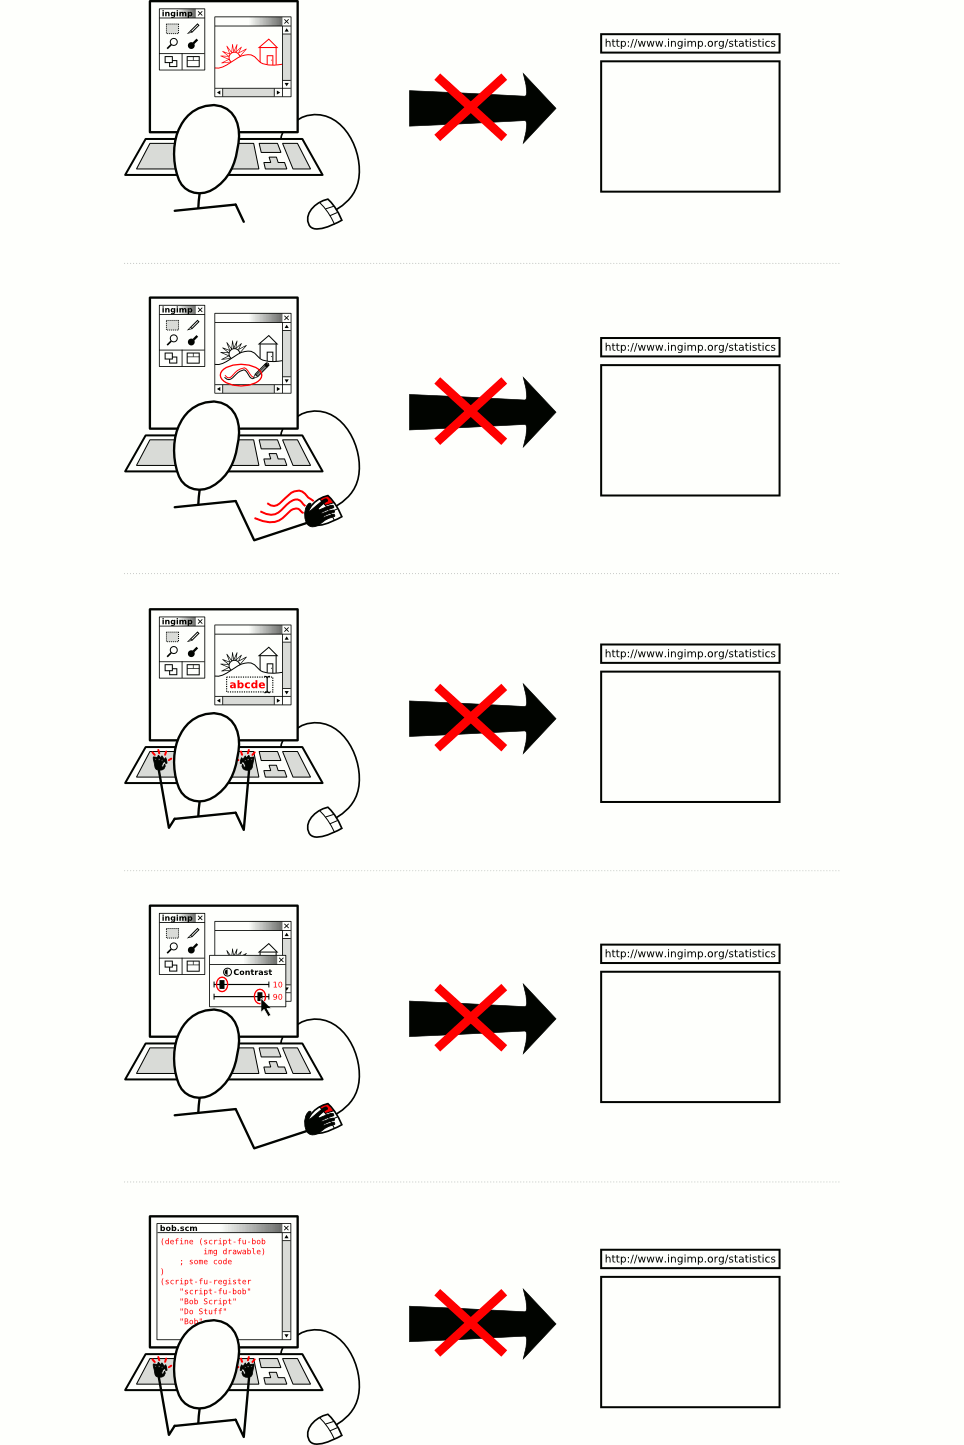 ingimp
http://www.ingimp.org/statistics
ingimp
http://www.ingimp.org/statistics
ingimp
abcde
http://www.ingimp.org/statistics
ingimp
Contrast
10
90
http://www.ingimp.org/statistics
bob.scm
(define (script-fu-bob
img drawable)
; some code
)
(script-fu-register
"script-fu-bob"
"Bob Script"
"Do Stuff"
"Bob"
http://www.ingimp.org/statistics